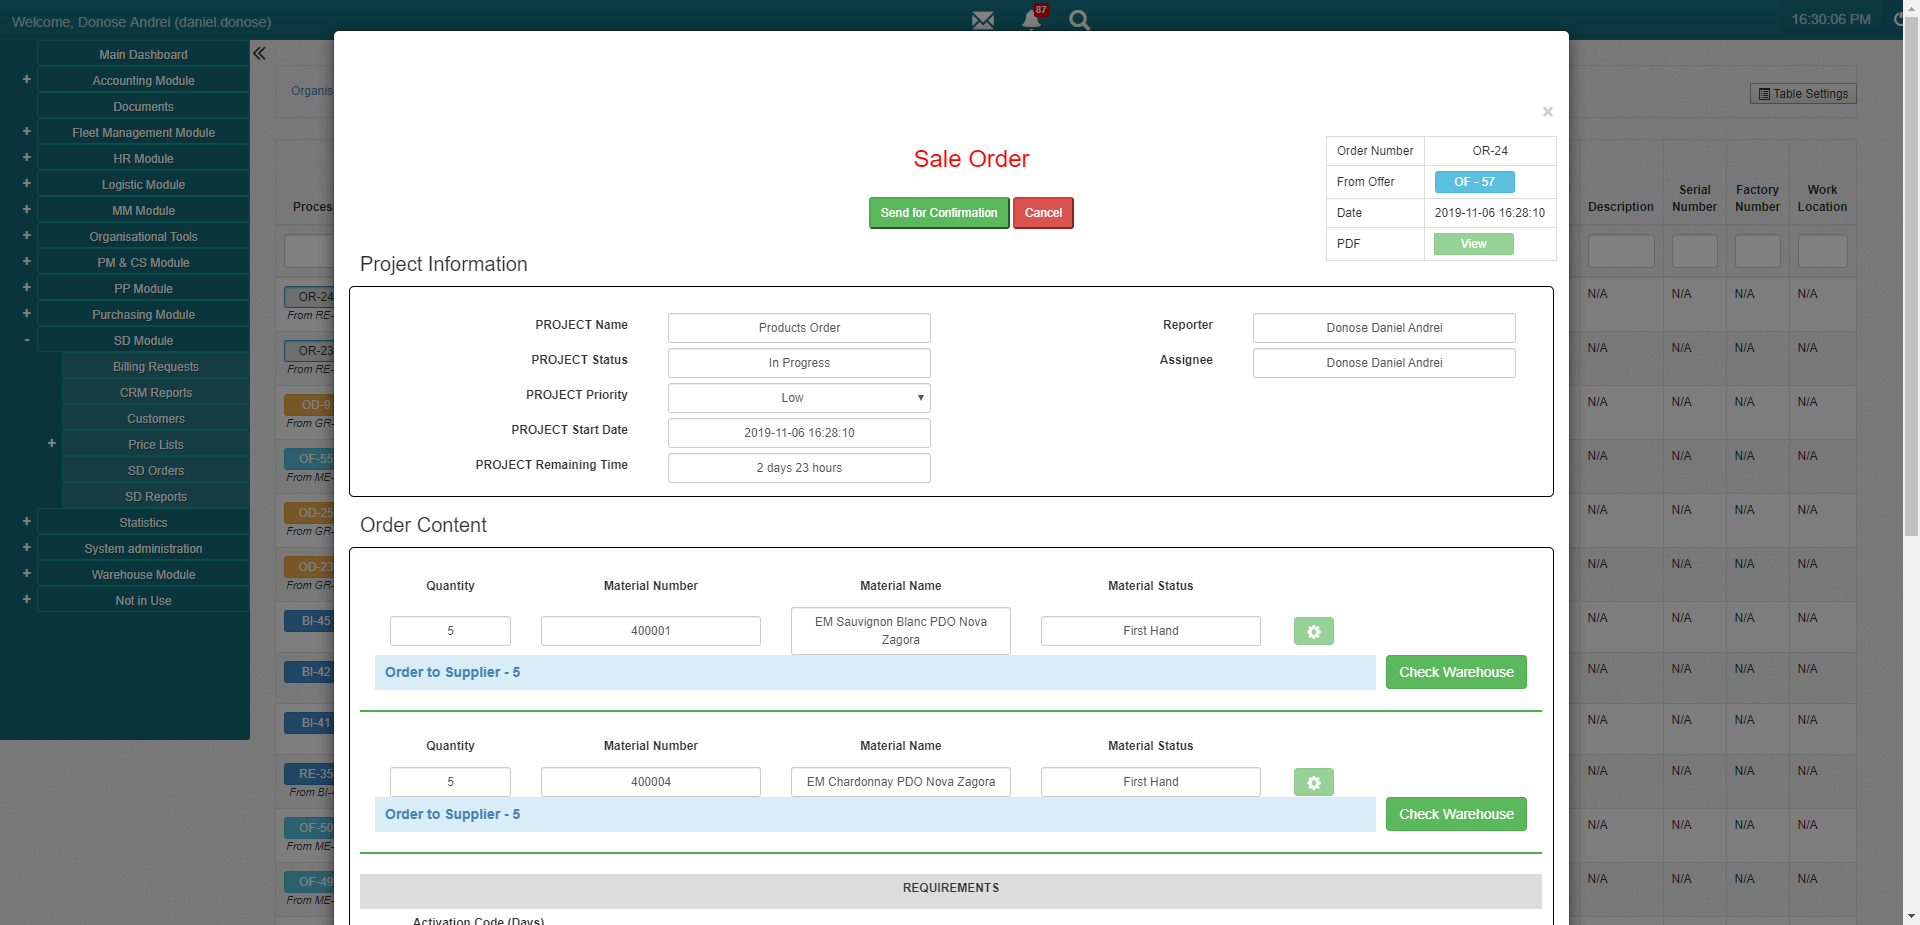 Welcome, Donose Andrei (daniel.donose)
87
16:30:06 PM
Main Dashboard
+ Accounting Module
Documents
+ Fleet Management Module
+ HR Module
+ Logistic Module
+ MM Module
+ Organisational Tools
+ PM & CS Module
+ PP Module
+ Purchasing Module
- SD Module
Billing Requests
CRM Reports
Customers
+ Price Lists
SD Orders
SD Reports
+ Statistics
+ System administration
+ Warehouse Module
+ Not in Use
Organis
Table Settings
Proces
Description
Serial Number
Factory Number
Work Location
OR-24
From RE-
N/A N/A N/A N/A
OR-23
From RE-
N/A N/A N/A N/A
OD-9
From GR-
N/A N/A N/A N/A
OF-55
From ME-
N/A N/A N/A N/A
OD-25
From GR-
N/A N/A N/A N/A
OD-23
From GR-
N/A N/A N/A N/A
BI-45
N/A N/A N/A N/A
BI-42
N/A N/A N/A N/A
BI-41
N/A N/A N/A N/A
RE-35
From BI-
N/A N/A N/A N/A
OF-50
From ME-
N/A N/A N/A N/A
OF-49
From ME-
N/A N/A N/A N/A
×
Sale Order
Send for Confirmation
Cancel
Order Number OR-24
From Offer OF - 57
Date 2019-11-06 16:28:10
PDF View
Project Information
PROJECT Name Products Order
PROJECT Status In Progress
PROJECT Priority Low
PROJECT Start Date 2019-11-06 16:28:10
PROJECT Remaining Time 2 days 23 hours
Reporter Donose Daniel Andrei
Assignee Donose Daniel Andrei
Order Content
Quantity Material Number Material Name Material Status
5 400001 EM Sauvignon Blanc PDO Nova Zagora First Hand
Order to Supplier - 5
Check Warehouse
Quantity Material Number Material Name Material Status
5 400004 EM Chardonnay PDO Nova Zagora First Hand
Order to Supplier - 5
Check Warehouse
REQUIREMENTS
Activation Code (Days)